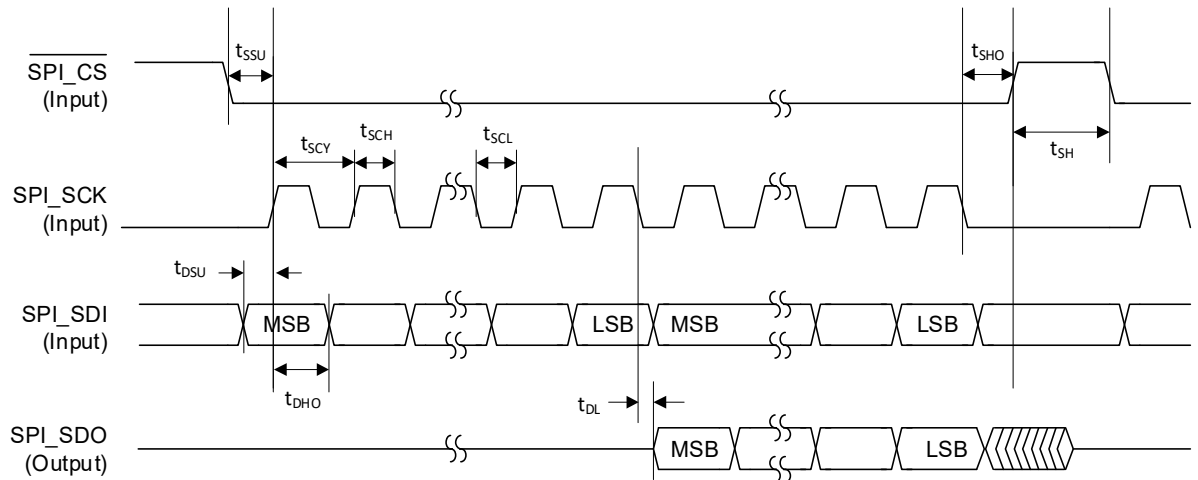 tSSU
tSHO
SPI_CS
(Input)
tSCY
tSCH
tSCL
tSH
SPI_SCK
(Input)
tDSU
SPI_SDI
(Input)
MSB
LSB
MSB
LSB
tDHO
tDL
SPI_SDO
(Output)
MSB
LSB